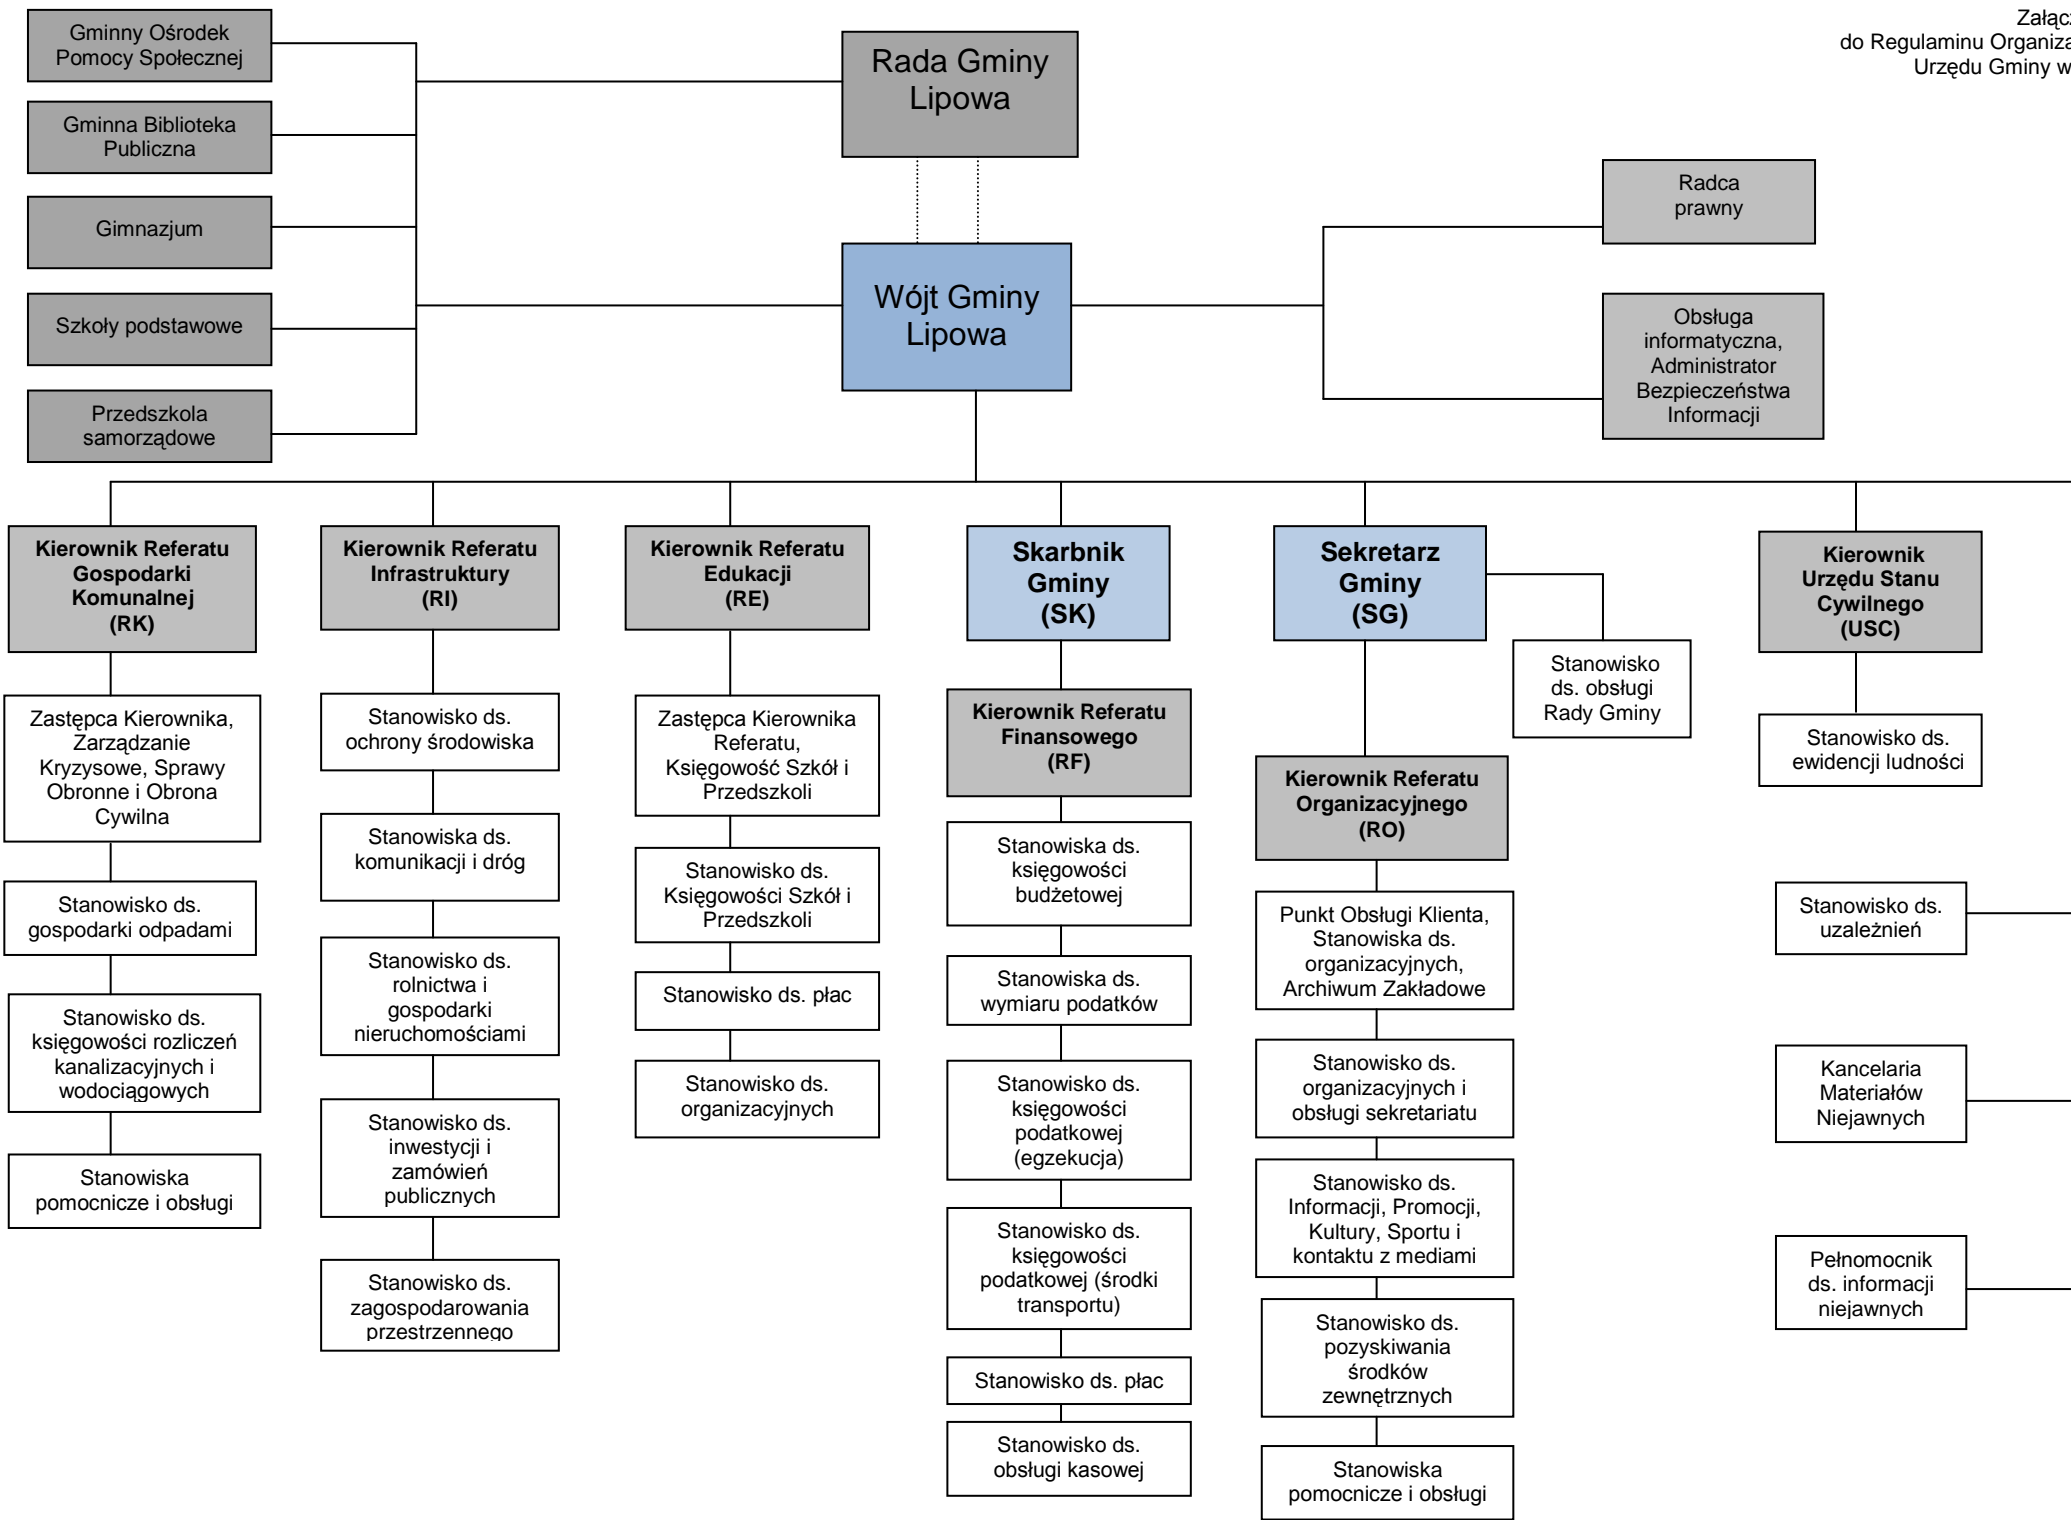 Załącz
do Regulaminu Organiza
Urzędu Gminy w
Gminny Ośrodek
Pomocy Społecznej
Gminna Biblioteka
Publiczna
Gimnazjum
Szkoły podstawowe
Przedszkola
samorządowe
Rada Gminy
Lipowa
Wójt Gminy
Lipowa
Radca
prawny
Obsługa
informatyczna,
Administrator
Bezpieczeństwa
Informacji
Kierownik Referatu
Gospodarki
Komunalnej
(RK)
Zastępca Kierownika,
Zarządzanie
Kryzysowe, Sprawy
Obronne i Obrona
Cywilna
Stanowisko ds.
gospodarki odpadami
Stanowisko ds.
księgowości rozliczeń
kanalizacyjnych i
wodociągowych
Stanowiska
pomocnicze i obsługi
Kierownik Referatu
Infrastruktury
(RI)
Stanowisko ds.
ochrony środowiska
Stanowiska ds.
komunikacji i dróg
Stanowisko ds.
rolnictwa i
gospodarki
nieruchomościami
Stanowisko ds.
inwestycji i
zamówień
publicznych
Stanowisko ds.
zagospodarowania
przestrzennego
Kierownik Referatu
Edukacji
(RE)
Zastępca Kierownika
Referatu,
Księgowość Szkół i
Przedszkoli
Stanowisko ds.
Księgowości Szkół i
Przedszkoli
Stanowisko ds. płac
Stanowisko ds.
organizacyjnych
Skarbnik
Gminy
(SK)
Kierownik Referatu
Finansowego
(RF)
Stanowiska ds.
księgowości
budżetowej
Stanowiska ds.
wymiaru podatków
Stanowisko ds.
księgowości
podatkowej
(egzekucja)
Stanowisko ds.
księgowości
podatkowej (środki
transportu)
Stanowisko ds. płac
Stanowisko ds.
obsługi kasowej
Sekretarz
Gminy
(SG)
Stanowisko
ds. obsługi
Rady Gminy
Kierownik Referatu
Organizacyjnego
(RO)
Punkt Obsługi Klienta,
Stanowiska ds.
organizacyjnych,
Archiwum Zakładowe
Stanowisko ds.
organizacyjnych i
obsługi sekretariatu
Stanowisko ds.
Informacji, Promocji,
Kultury, Sportu i
kontaktu z mediami
Stanowisko ds.
pozyskiwania
środków
zewnętrznych
Stanowiska
pomocnicze i obsługi
Kierownik
Urzędu Stanu
Cywilnego
(USC)
Stanowisko ds.
ewidencji ludności
Stanowisko ds.
uzależnień
Kancelaria
Materiałów
Niejawnych
Pełnomocnik
ds. informacji
niejawnych